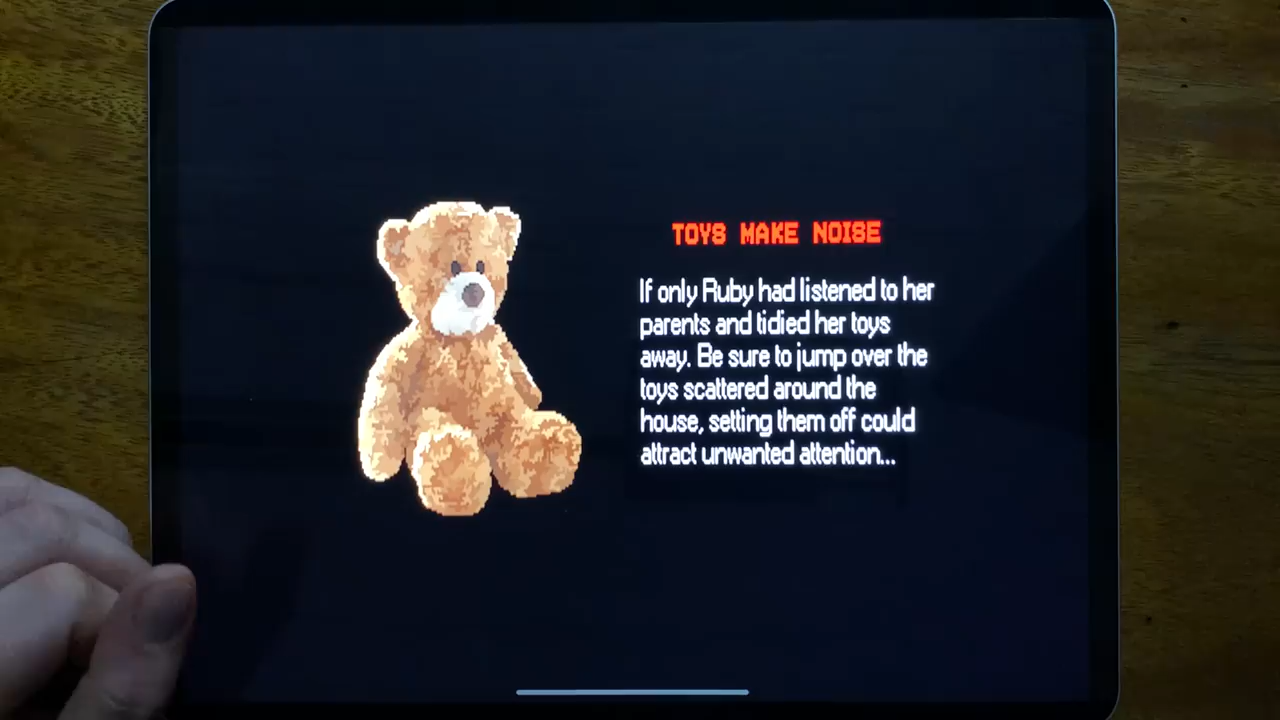 TOYS MAKE NOISE
If only Ruby had listened to her
parents and tidied her toys
away. Be sure to jump over the
toys scattered around the
house, setting them off could
attract unwanted attention...